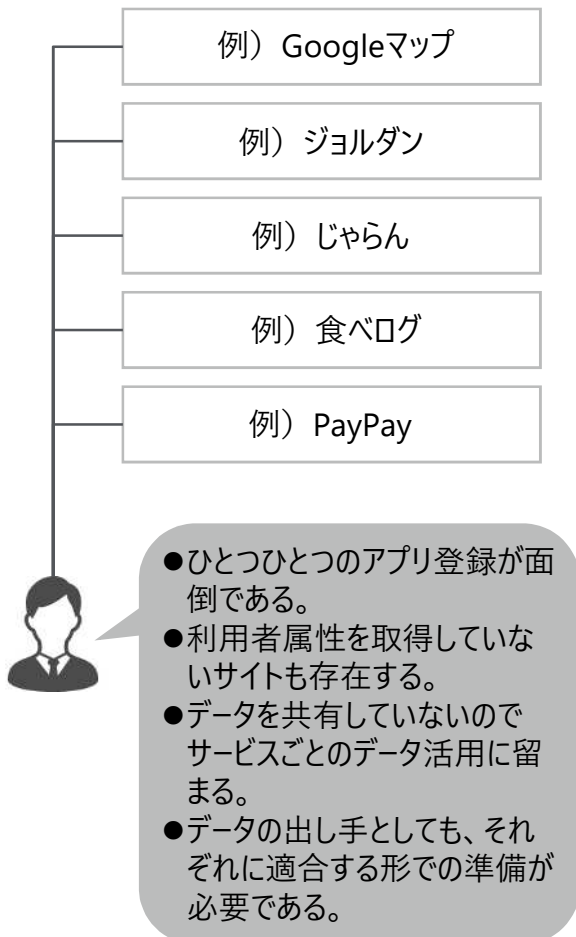 例）Googleマップ
例）ジョルダン
例）じゃらん
例）食べログ
例）PayPay
●ひとつひとつのアプリ登録が面
倒である。
●利用者属性を取得していな
いサイトも存在する。
●データを共有していないので
サービスごとのデータ活用に留
まる。
●データの出し手としても、それ
ぞれに適合する形での準備が
必要である。